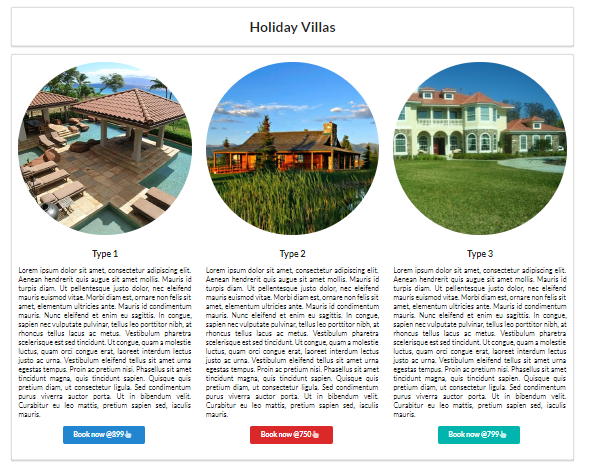 Holiday Villas
Type 1
Lorem ipsum dolor sit amet, consectetur adipiscing elit.
Aenean hendrerit quis augue sit amet mollis. Mauris id
turpis diam. Ut pellentesque justo dolor, nec eleifend
mauris euismod vitae. Morbi diam est, ornare non felis sit
amet, elementum ultricies ante. Mauris id condimentum
mauris. Nunc eleifend et enim eu sagittis. In congue,
sapien nec vulputate pulvinar, tellus leo porttitor nibh, at
rhoncus tellus lacus ac metus. Vestibulum pharetra
scelerisque est sed tincidunt. Ut congue, quam a molestie
luctus, quam orci congue erat, laoreet interdum lectus
justo ac urna. Vestibulum eleifend tellus sit amet urna
egestas tempus. Proin ac pretium nisi. Phasellus sit amet
tincidunt magna, quis tincidunt sapien. Quisque quis
pretium diam, ut consectetur ligula. Sed condimentum
purus viverra auctor porta. Ut in bibendum velit.
Curabitur eu leo mattis, pretium sapien sed, iaculis
mauris.
Book now @899
Type 2
Lorem ipsum dolor sit amet, consectetur adipiscing elit.
Aenean hendrerit quis augue sit amet mollis. Mauris id
turpis diam. Ut pellentesque justo dolor, nec eleifend
mauris euismod vitae. Morbi diam est, ornare non felis sit
amet, elementum ultricies ante. Mauris id condimentum
mauris. Nunc eleifend et enim eu sagittis. In congue,
sapien nec vulputate pulvinar, tellus leo porttitor nibh, at
rhoncus tellus lacus ac metus. Vestibulum pharetra
scelerisque est sed tincidunt. Ut congue, quam a molestie
luctus, quam orci congue erat, laoreet interdum lectus
justo ac urna. Vestibulum eleifend tellus sit amet urna
egestas tempus. Proin ac pretium nisi. Phasellus sit amet
tincidunt magna, quis tincidunt sapien. Quisque quis
pretium diam, ut consectetur ligula. Sed condimentum
purus viverra auctor porta. Ut in bibendum velit.
Curabitur eu leo mattis, pretium sapien sed, iaculis
mauris.
Book now @750
Type 3
Lorem ipsum dolor sit amet, consectetur adipiscing elit.
Aenean hendrerit quis augue sit amet mollis. Mauris id
turpis diam. Ut pellentesque justo dolor, nec eleifend
mauris euismod vitae. Morbi diam est, ornare non felis sit
amet, elementum ultricies ante. Mauris id condimentum
mauris. Nunc eleifend et enim eu sagittis. In congue,
sapien nec vulputate pulvinar, tellus leo porttitor nibh, at
rhoncus tellus lacus ac metus. Vestibulum pharetra
scelerisque est sed tincidunt. Ut congue, quam a molestie
luctus, quam orci congue erat, laoreet interdum lectus
justo ac urna. Vestibulum eleifend tellus sit amet urna
egestas tempus. Proin ac pretium nisi. Phasellus sit amet
tincidunt magna, quis tincidunt sapien. Quisque quis
pretium diam, ut consectetur ligula. Sed condimentum
purus viverra auctor porta. Ut in bibendum velit.
Curabitur eu leo mattis, pretium sapien sed, iaculis
mauris.
Book now @799